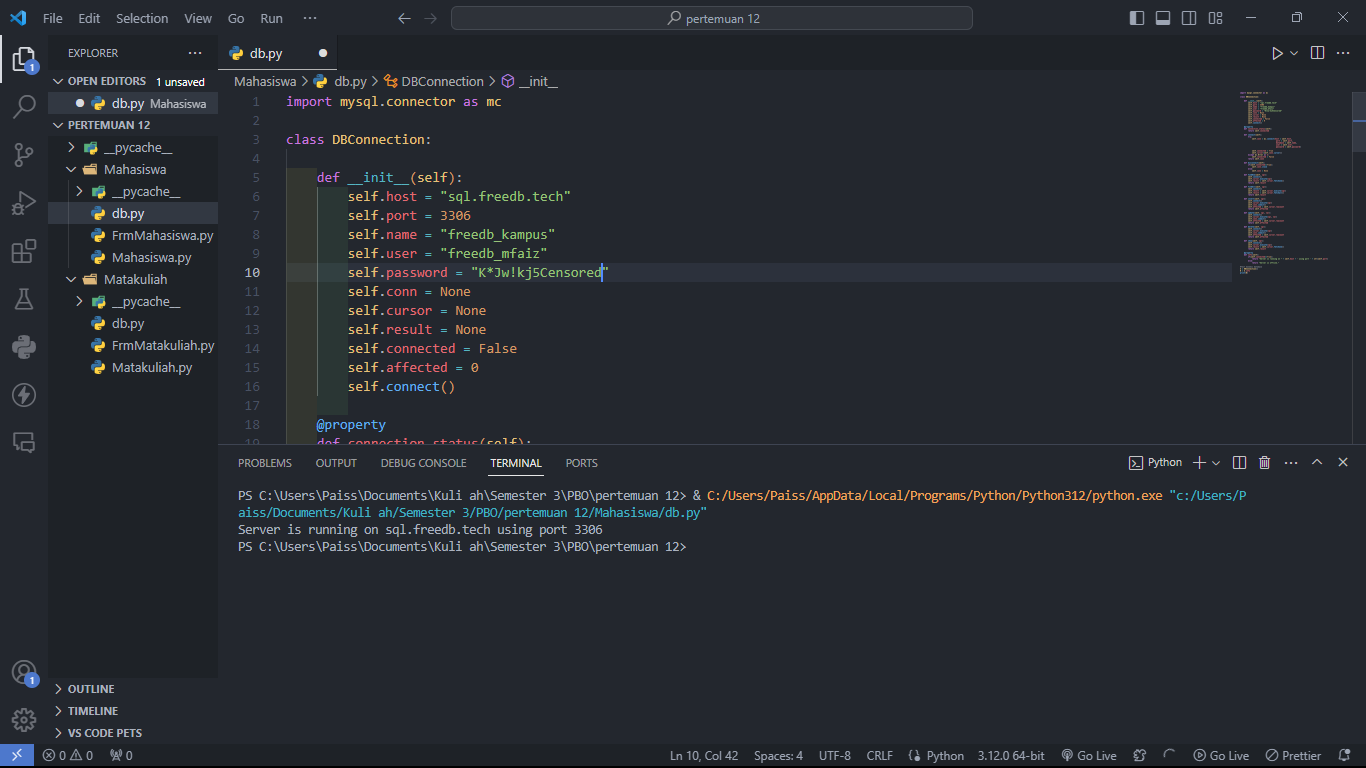 File Edit Selection View Go Run ··· pertemuan 12
EXPLORER
OPEN EDITORS 1 unsaved
db.py Mahasiswa
PERTEMUAN 12
__pycache__
Mahasiswa
__pycache__
db.py
FrmMahasiswa.py
Mahasiswa.py
Matakuliah
__pycache__
db.py
FrmMatakuliah.py
Matakuliah.py
OUTLINE
TIMELINE
VS CODE PETS
1
1
db.py
Mahasiswa > db.py > DBConnection > __init__
1 import mysql.connector as mc
2
3 class DBConnection:
4
5 def __init__(self):
6 self.host = "sql.freedb.tech"
7 self.port = 3306
8 self.name = "freedb_kampus"
9 self.user = "freedb_mfaiz"
10 self.password = "K*Jw!kj5Censored"
11 self.conn = None
12 self.cursor = None
13 self.result = None
14 self.connected = False
15 self.affected = 0
16 self.connect()
17
18 @property
19 def connection_status(self):
PROBLEMS OUTPUT DEBUG CONSOLE TERMINAL PORTS Python
PS C:\Users\Paiss\Documents\Kuli ah\Semester 3\PBO\pertemuan 12> & C:/Users/Paiss/AppData/Local/Programs/Python/Python312/python.exe "c:/Users/P
aiss/Documents/Kuli ah/Semester 3/PBO/pertemuan 12/Mahasiswa/db.py"
Server is running on sql.freedb.tech using port 3306
PS C:\Users\Paiss\Documents\Kuli ah\Semester 3\PBO\pertemuan 12>
0 0 0 Ln 10, Col 42 Spaces: 4 UTF-8 CRLF Python 3.12.0 64-bit Go Live Go Live Prettier